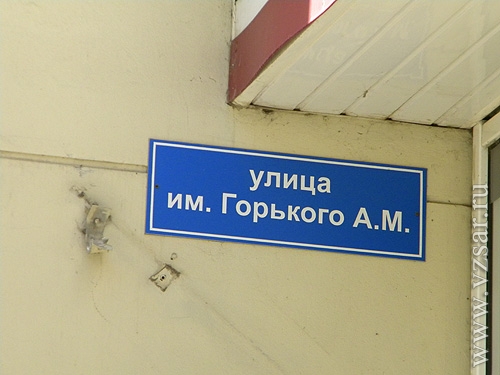 улица
им. Горького А.М.
www.vzsar.ru